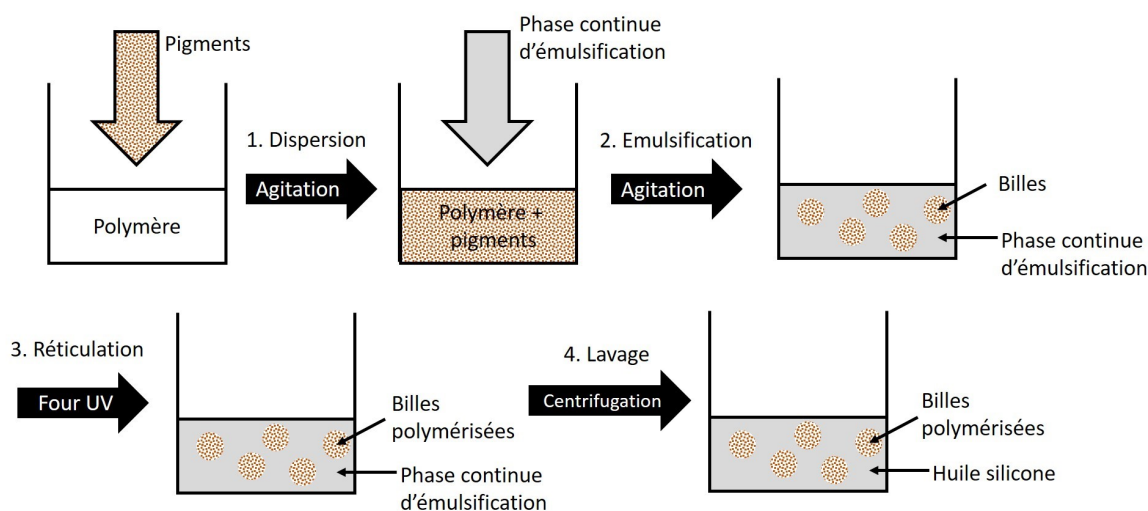 Pigments
Polymère
1. Dispersion
Agitation
Phase continue
d'émulsification
Polymère +
pigments
2. Emulsification
Agitation
Billes
Phase continue
d'émulsification
3. Réticulation
Four UV
Billes
polymérisées
Phase continue
d'émulsification
4. Lavage
Centrifugation
Billes
polymérisées
Huile silicone